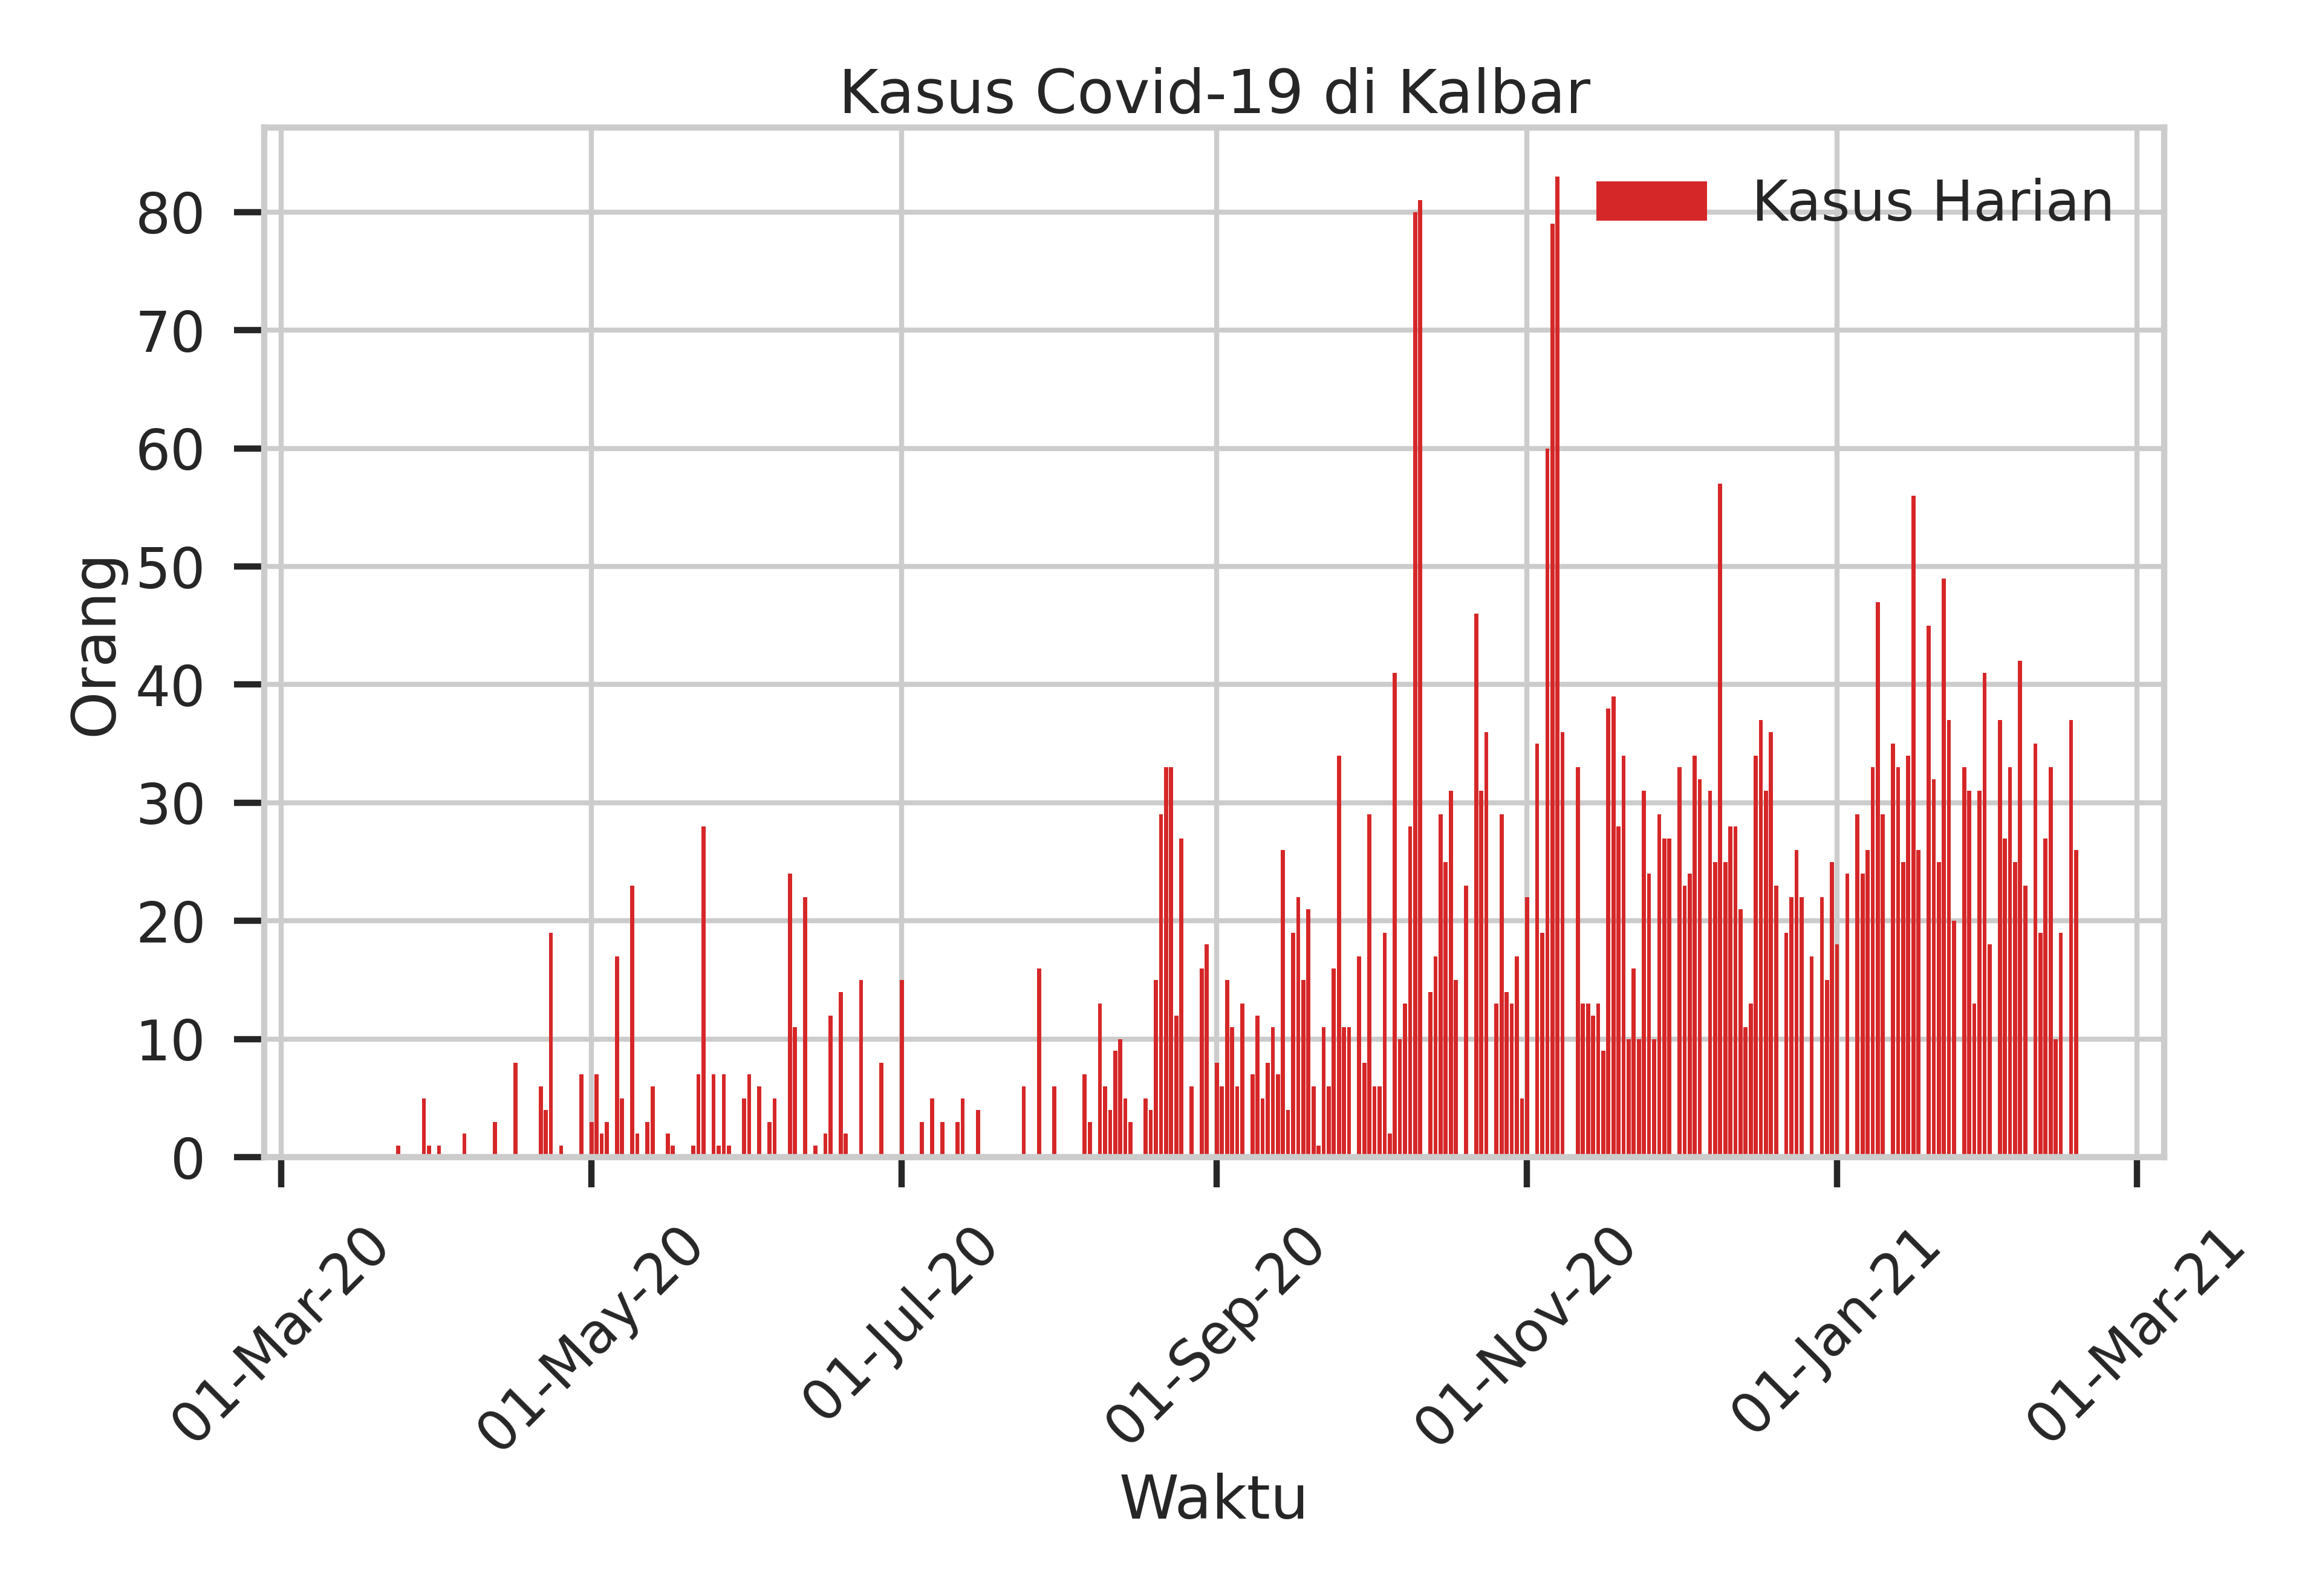 Kasus Covid-19 di Kalbar
Kasus Harian
80
70
60
50
40
30
20
10
0
Orang
01-Mar-20
01-May-20
01-Jul-20
01-Sep-20
01-Nov-20
01-Jan-21
01-Mar-21
Waktu